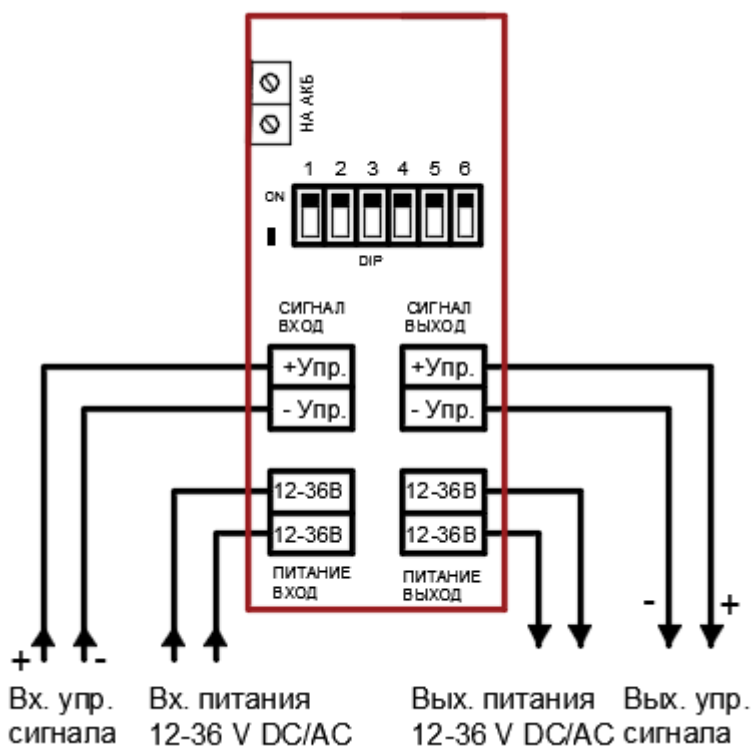 НА АКБ
1 2 3 4 5 6
ON
DIP
СИГНАЛ
ВХОД
СИГНАЛ
ВЫХОД
+Упр.
- Упр.
+Упр.
- Упр.
12-36В
12-36В
12-36В
12-36В
ПИТАНИЕ
ВХОД
ПИТАНИЕ
ВЫХОД
+ -
- +
Вх. упр.
сигнала
Вх. питания
12-36 V DC/AC
Вых. питания
12-36 V DC/AC
Вых. упр.
сигнала